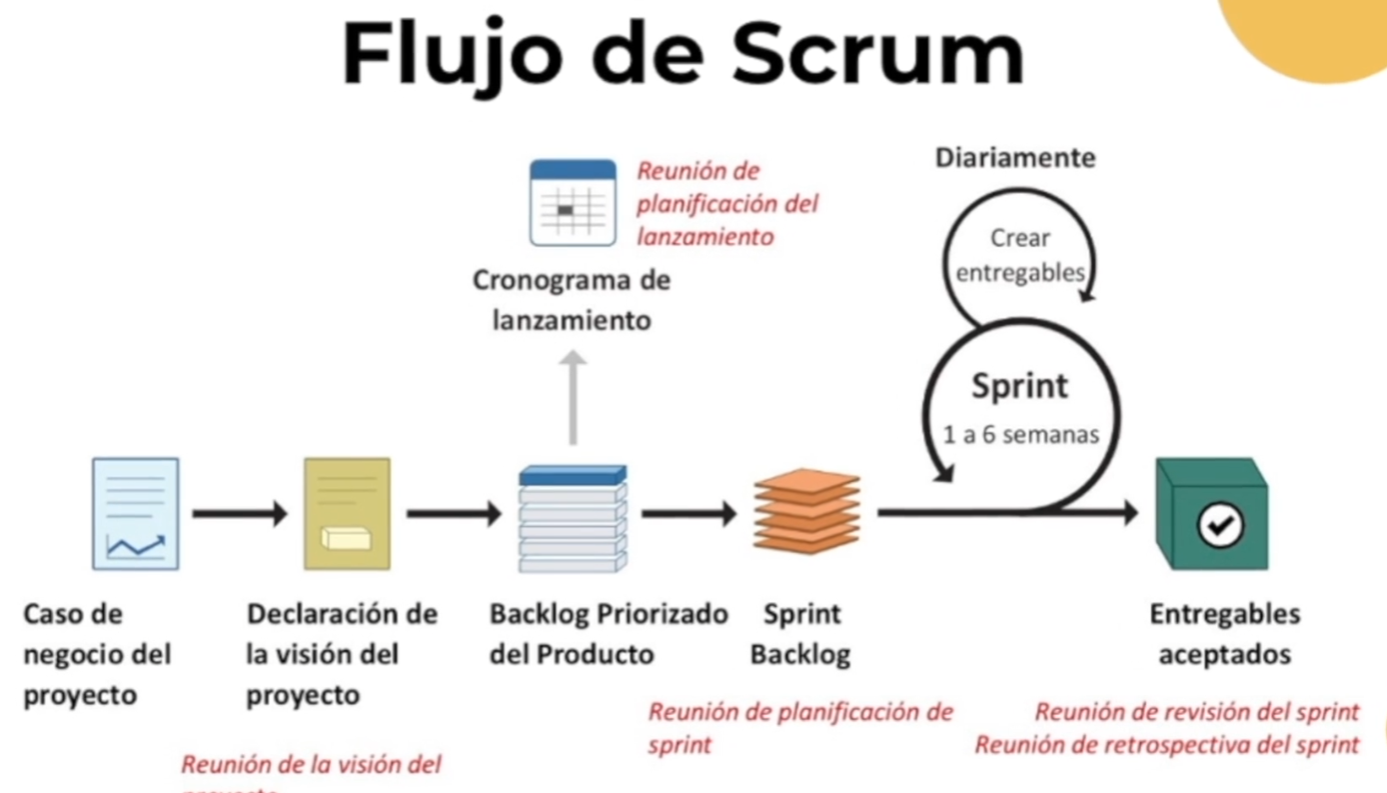 Flujo de Scrum
Reunión de
planificación del
lanzamiento
Cronograma de
lanzamiento
Diariamente
Crear
entregables
Sprint
1 a 6 semanas
Caso de
negocio del
proyecto
Declaración de
la visión del
proyecto
Reunión de la visión del
Backlog Priorizado
del Producto
Sprint
Backlog
Reunión de planificación de
sprint
Entregables
aceptados
Reunión de revisión del sprint
Reunión de retrospectiva del sprint